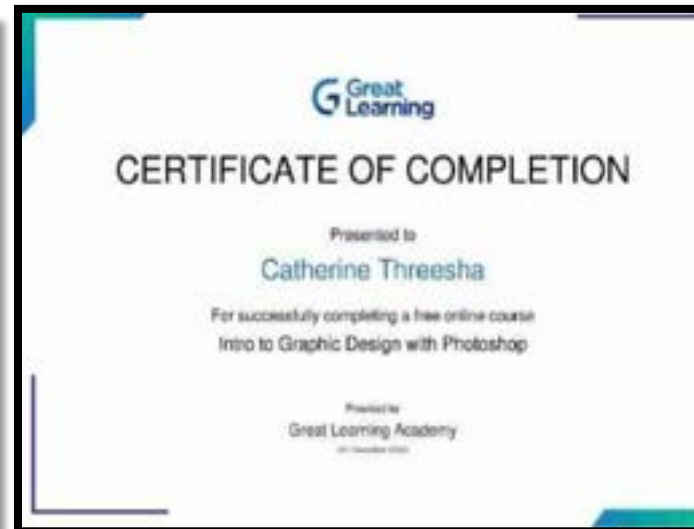 Great
Learning
CERTIFICATE OF COMPLETION
Presented to
Catherine Threesha
For successfully completing a free online course
Intro to Graphic Design with Photoshop
Provided by
Great Learning Academy